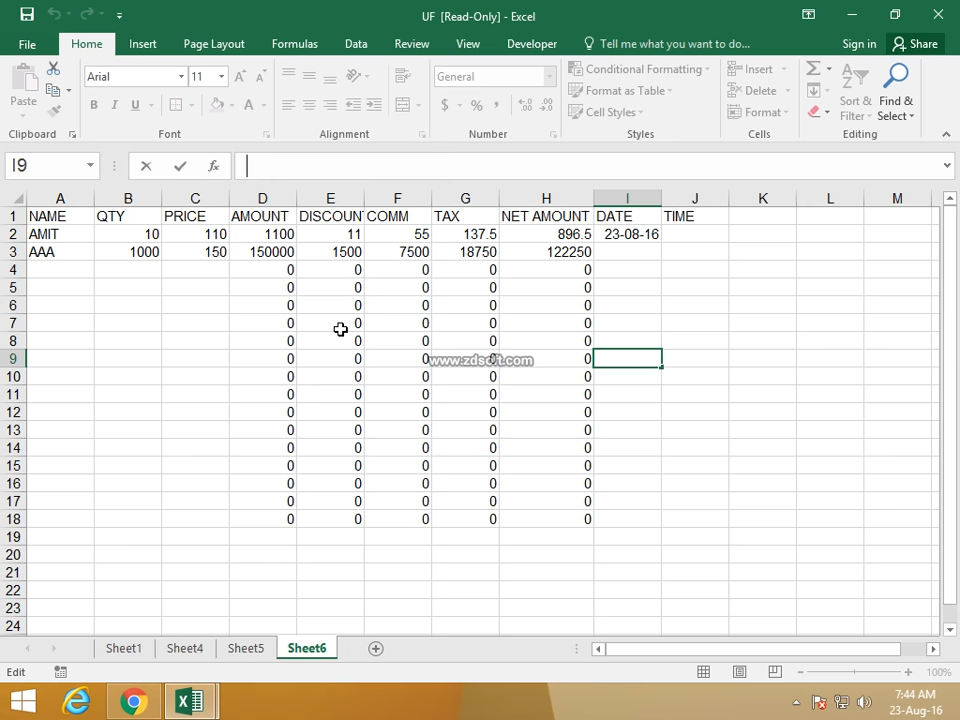 UF [Read-Only] - Excel
File Home Insert Page Layout Formulas Data Review View Developer Tell me what you want to do... Sign in Share
Paste Arial 11 A A General Conditional Formatting Insert Sort & Filter Find & Select
B I U A $ % , Format as Table Delete
Cell Styles Format
Clipboard Font Alignment Number Styles Cells Editing
I9 fx
A B C D E F G H I J K L M
1 NAME QTY PRICE AMOUNT DISCOUNT COMM TAX NET AMOUNT DATE TIME
2 AMIT 10 110 1100 11 55 137.5 896.5 23-08-16
3 AAA 1000 150 150000 1500 7500 18750 122250
4 0 0 0 0 0
5 0 0 0 0 0
6 0 0 0 0 0
7 0 0 0 0 0
8 0 0 0 0 0
9 0 0 0 0 0
www.zdsoft.com
10 0 0 0 0 0
11 0 0 0 0 0
12 0 0 0 0 0
13 0 0 0 0 0
14 0 0 0 0 0
15 0 0 0 0 0
16 0 0 0 0 0
17 0 0 0 0 0
18 0 0 0 0 0
19
20
21
22
23
24
Sheet1 Sheet4 Sheet5 Sheet6
Edit 100%
7:44 AM
23-Aug-16